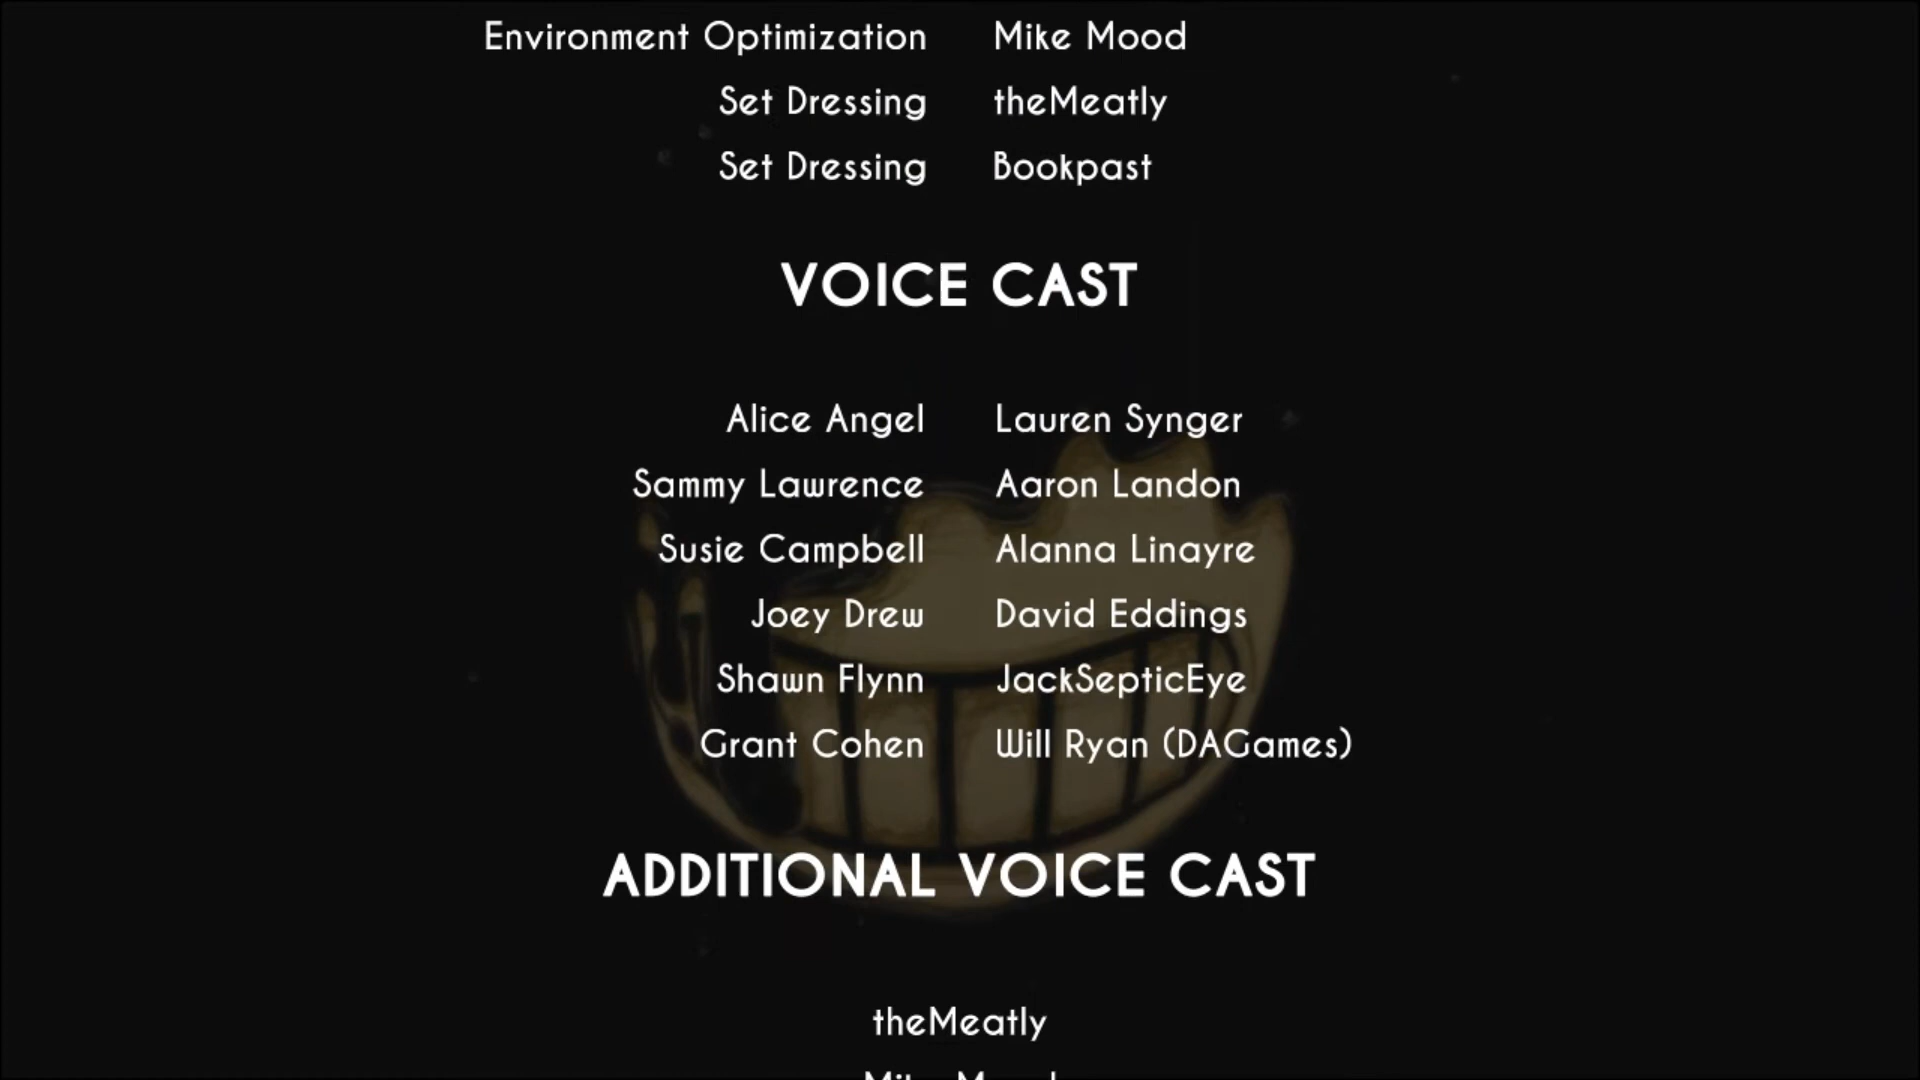 Environment Optimization Mike Mood
Set Dressing theMeatly
Set Dressing Bookpast
VOICE CAST
Alice Angel Lauren Synger
Sammy Lawrence Aaron Landon
Susie Campbell Alanna Linayre
Joey Drew David Eddings
Shawn Flynn JackSepticEye
Grant Cohen Will Ryan (DAGames)
ADDITIONAL VOICE CAST
theMeatly